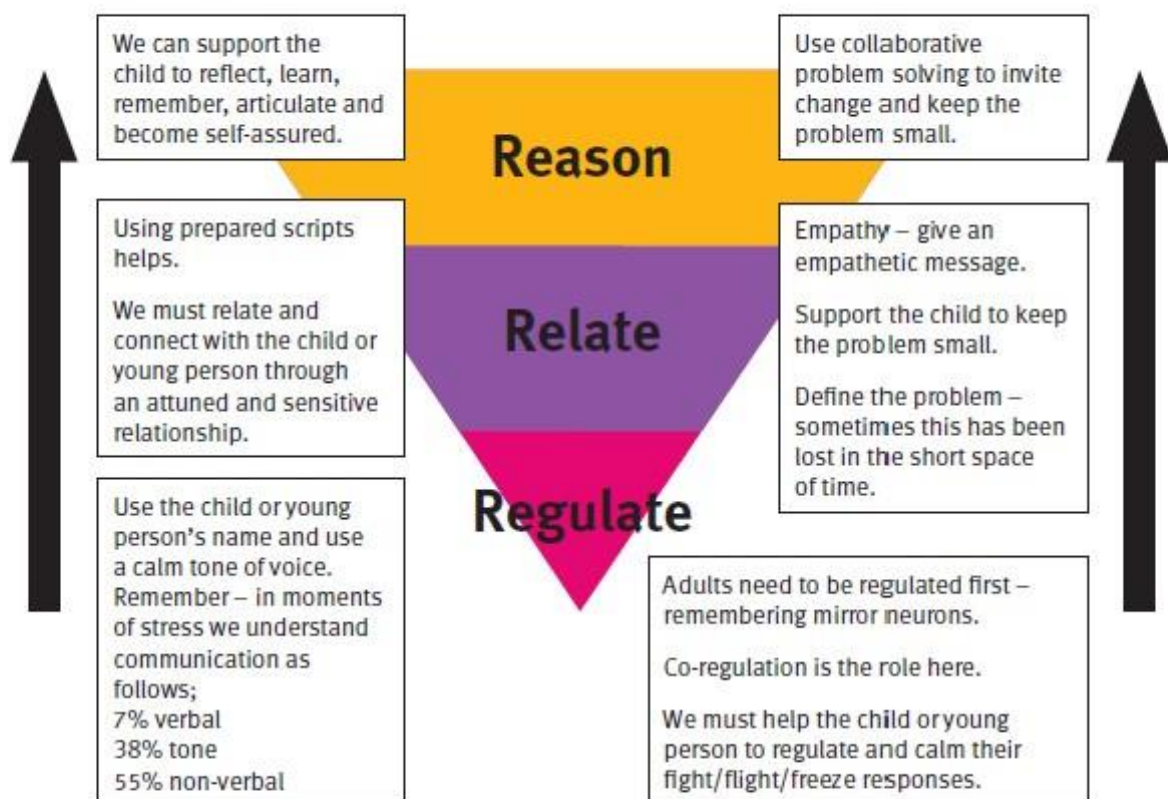 We can support the
child to reflect, learn,
remember, articulate and
become self-assured.
Reason
Use collaborative
problem solving to invite
change and keep the
problem small.
Using prepared scripts
helps.
We must relate and
connect with the child or
young person through
an attuned and sensitive
relationship.
Relate
Empathy – give an
empathetic message.
Support the child to keep
the problem small.
Define the problem –
sometimes this has been
lost in the short space
of time.
Use the child or young
person's name and use
a calm tone of voice.
Remember – in moments
of stress we understand
communication as
follows;
7% verbal
38% tone
55% non-verbal
Regulate
Adults need to be regulated first –
remembering mirror neurons.
Co-regulation is the role here.
We must help the child or young
person to regulate and calm their
fight/flight/freeze responses.